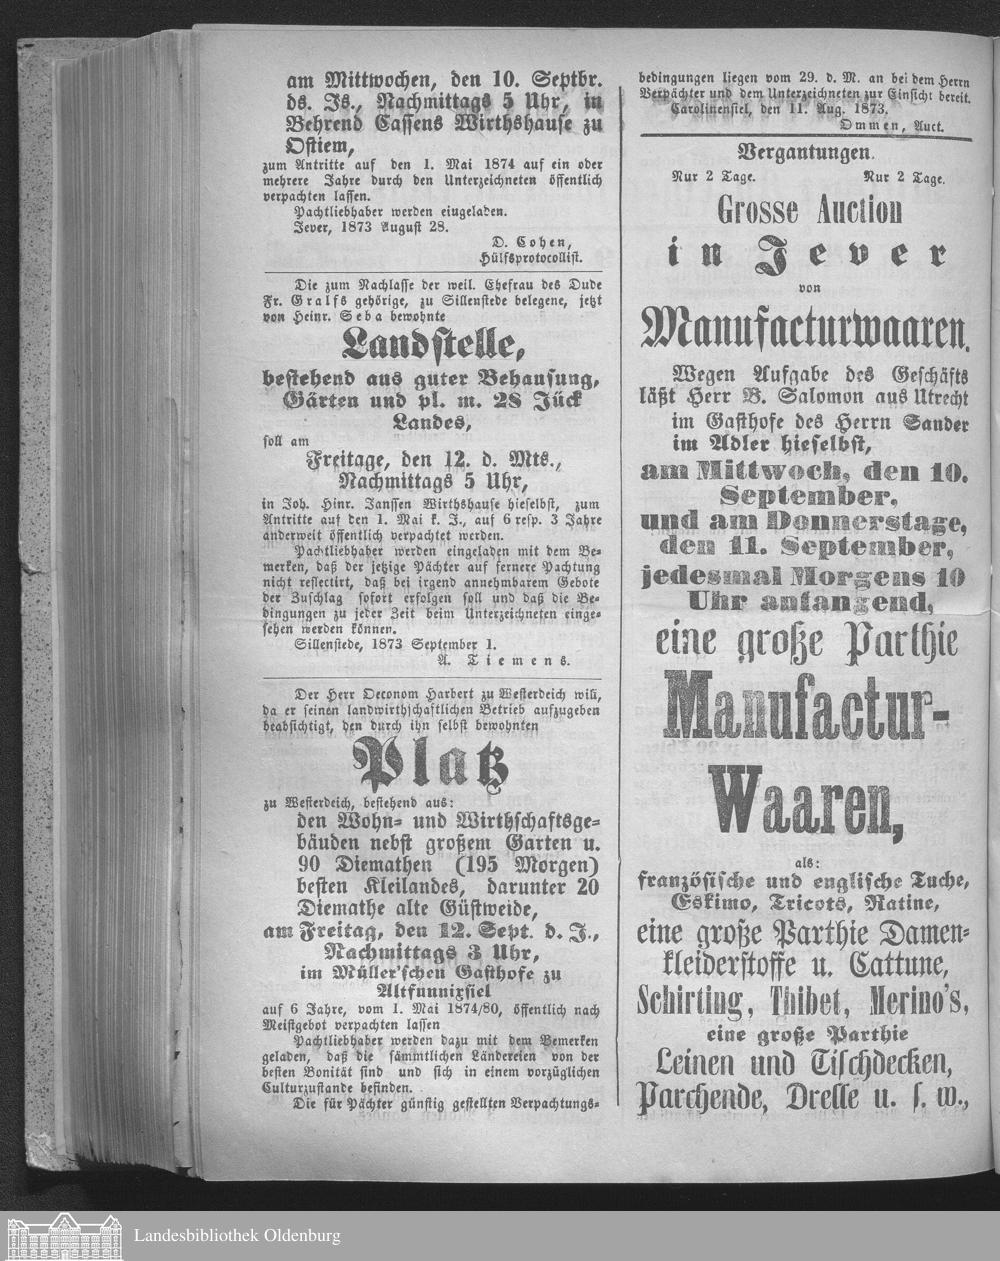 am Mittwochen, den 10. Septbr.
ds. Js., Nachmittags 5 Uhr, in
Behrend Cassens Wirthshause zu
Ostiem,
zum Antritte auf den 1. Mai 1874 auf ein oder
mehrere Jahre durch den Unterzeichneten öffentlich
verpachten lassen.
Pachtliebhaber werden eingeladen.
Jever, 1873 August 28.
D. Cohen,
Hülfsprotocollist.
Die zum Nachlasse der weil. Ehefrau des Dude
Fr. Gralfs gehörige, zu Sillenstede belegene, jetzt
von Heinr. Seba bewohnte
Landstelle,
bestehend aus guter Behausung,
Gärten und pl. m. 28 Jück
Landes,
soll am
Freitage, den 12. d. Mts.,
Nachmittags 5 Uhr,
in Joh. Hinr. Janssen Wirthshause hieselbst, zum
Antritte auf den 1. Mai k. J., auf 6 resp. 3 Jahre
anderweit öffentlich verpachtet werden.
Pachtliebhaber werden eingeladen mit dem Be-
merken, daß der jetzige Pächter auf fernere Pachtung
nicht reflectirt, daß bei irgend annehmbarem Gebote
der Zuschlag sofort erfolgen soll und daß die Be-
dingungen zu jeder Zeit beim Unterzeichneten einge-
sehen werden können.
Sillenstede, 1873 September 1.
A. Tiemens.
Der Herr Oeconom Harbert zu Westerdeich will,
da er seinen landwirthschaftlichen Betrieb aufzugeben
beabsichtigt, den durch ihn selbst bewohnten
Platz
zu Westerdeich, bestehend aus:
den Wohn- und Wirthschaftsge-
bäuden nebst großem Garten u.
90 Diemathen (195 Morgen)
besten Kleilandes, darunter 20
Diemathe alte Güstweide,
am Freitag, den 12. Sept. d. J.,
Nachmittags 3 Uhr,
im Müller'schen Gasthofe zu
Altfunnixsiel
auf 6 Jahre, vom 1. Mai 1874/80, öffentlich nach
Meistgebot verpachten lassen
Pachtliebhaber werden dazu mit dem Bemerken
geladen, daß die sämmtlichen Ländereien von der
besten Bonität sind und sich in einem vorzüglichen
Culturzustande befinden.
Die für Pächter günstig gestellten Verpachtungs-
bedingungen liegen vom 29. d. M. an bei dem Herrn
Verpächter und dem Unterzeichneten zur Einsicht bereit.
Carolinensiel, den 11. Aug. 1873.
Ommen, Auct.
Vergantungen.
Nur 2 Tage. Nur 2 Tage.
Grosse Auction
in Jever
von
Manufacturwaaren.
Wegen Aufgabe des Geschäfts
läßt Herr B. Salomon aus Utrecht
im Gasthofe des Herrn Sander
im Adler hieselbst,
am Mittwoch, den 10.
September.
und am Donnerstage,
den 11. September,
jedesmal Morgens 10
Uhr anfangend,
eine große Parthie
Manufactur-
Waaren,
als:
französische und englische Tuche,
Eskimo, Tricots, Ratine,
eine große Parthie Damen-
kleiderstoffe u. Cattune,
Schirting, Thibet, Merino's,
eine große Parthie
Leinen und Tischdecken,
Parchende, Drelle u. s. w.,
Landesbibliothek Oldenburg